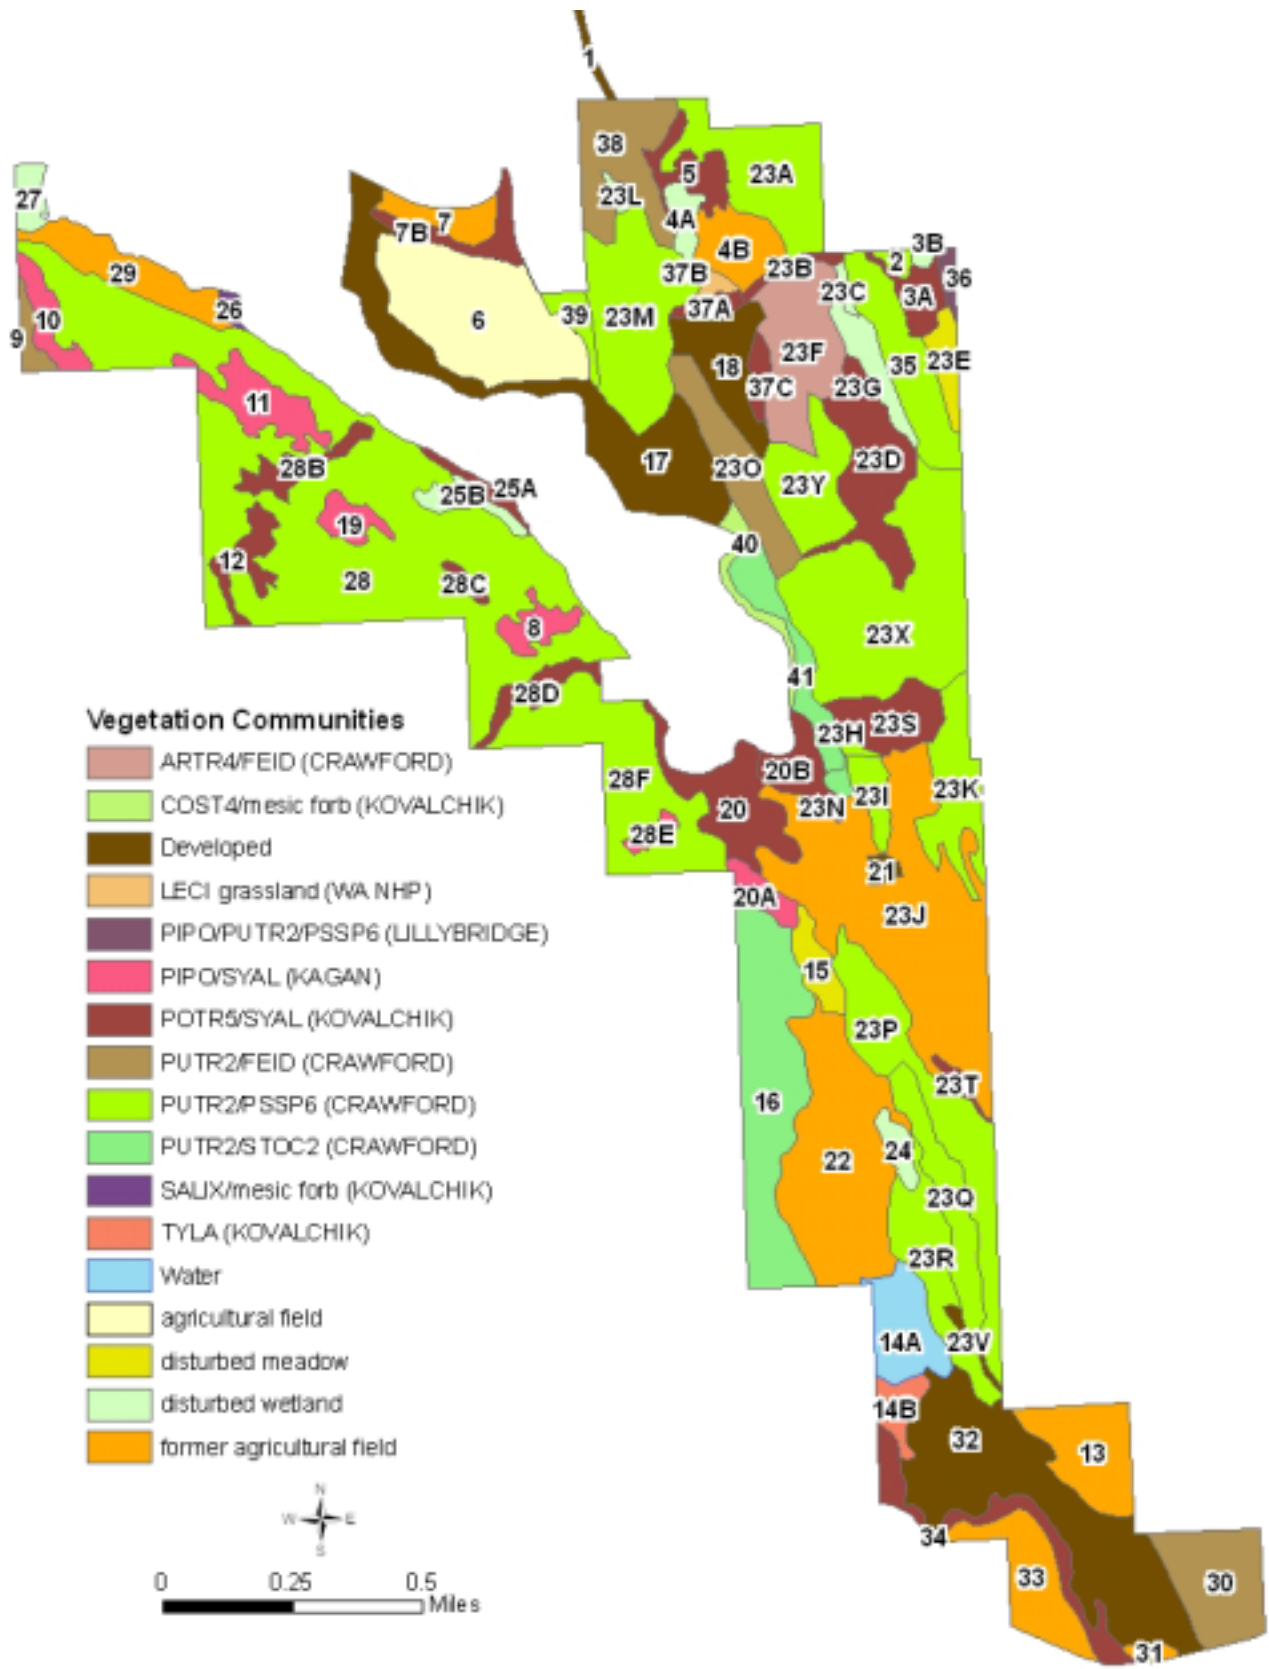 1
38
5
23A
27
23L
4A
7
7B
4B
3B
2
36
37B
23B
29
23C
3A
26
37A
10
6
39
23M
9
23F
35
23E
18
37C
23G
11
17
28B
23O
23D
23Y
25B
25A
19
40
12
28
28C
8
23X
41
28D
23S
23H
Vegetation Communities
ARTR4/FEID (CRAWFORD)
COST4/mesic forb (KOVALCHIK)
Developed
LECI grassland (WA NHP)
PIPO/PUTR2/PSSP6 (LILLYBRIDGE)
PIPO/SYAL (KAGAN)
POTR5/SYAL (KOVALCHIK)
PUTR2/FEID (CRAWFORD)
PUTR2/PSSP6 (CRAWFORD)
PUTR2/STOC2 (CRAWFORD)
SALIX/mesic forb (KOVALCHIK)
TYLA (KOVALCHIK)
Water
agricultural field
disturbed meadow
disturbed wetland
former agricultural field
20B
28F
23K
23I
20
23N
28E
21
20A
23J
15
23P
23T
16
24
22
23Q
23R
14A
23V
14B
32
13
34
33
30
31
N
W E
S
0 0.25 0.5
Miles